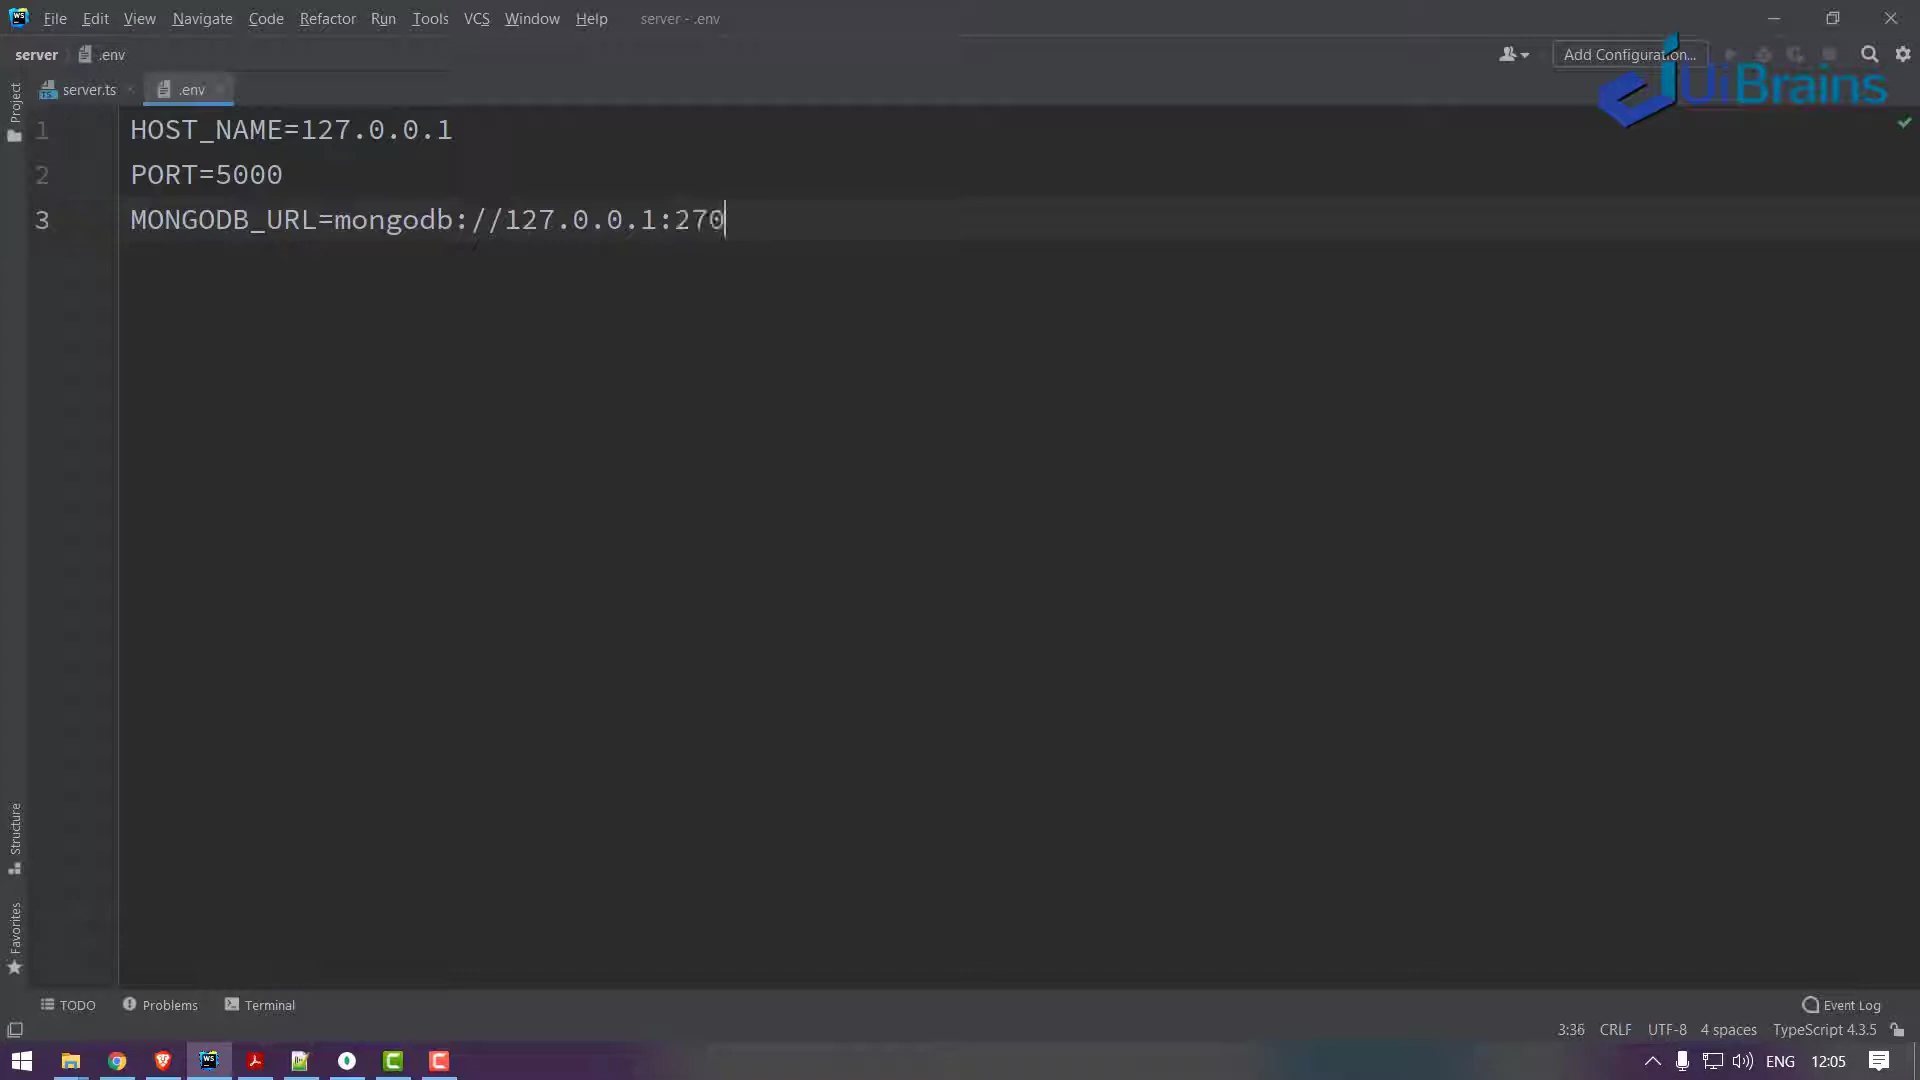 File Edit View Navigate Code Refactor Run Tools VCS Window Help server - .env
server .env Add Configuration...
UiBrains
Project
server.ts .env
1 HOST_NAME=127.0.0.1
2 PORT=5000
3 MONGODB_URL=mongodb://127.0.0.1:270
Structure
Favorites
TODO Problems Terminal Event Log
3:36 CRLF UTF-8 4 spaces TypeScript 4.3.5
WS ENG 12:05